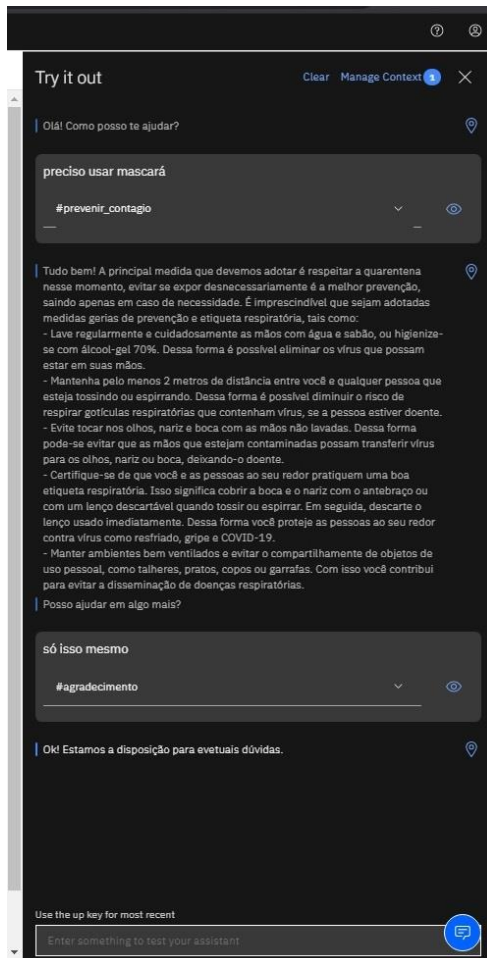 Try it out
Clear Manage Context 1
Olá! Como posso te ajudar?
preciso usar mascará
#prevenir_contagio
Tudo bem! A principal medida que devemos adotar é respeitar a quarentena
nesse momento, evitar se expor desnecessariamente é a melhor prevenção,
saindo apenas em caso de necessidade. É imprescindível que sejam adotadas
medidas gerias de prevenção e etiqueta respiratória, tais como:
- Lave regularmente e cuidadosamente as mãos com água e sabão, ou higienize-
se com álcool-gel 70%. Dessa forma é possível eliminar os vírus que possam
estar em suas mãos.
- Mantenha pelo menos 2 metros de distância entre você e qualquer pessoa que
esteja tossindo ou espirrando. Dessa forma é possível diminuir o risco de
respirar gotículas respiratórias que contenham vírus, se a pessoa estiver doente.
- Evite tocar nos olhos, nariz e boca com as mãos não lavadas. Dessa forma
pode-se evitar que as mãos que estejam contaminadas possam transferir vírus
para os olhos, nariz ou boca, deixando-o doente.
- Certifique-se de que você e as pessoas ao seu redor pratiquem uma boa
etiqueta respiratória. Isso significa cobrir a boca e o nariz com o antebraço ou
com um lenço descartável quando tossir ou espirrar. Em seguida, descarte o
lenço usado imediatamente. Dessa forma você proteje as pessoas ao seu redor
contra vírus como resfriado, gripe e COVID-19.
- Manter ambientes bem ventilados e evitar o compartilhamento de objetos de
uso pessoal, como talheres, pratos, copos ou garrafas. Com isso você contribui
para evitar a disseminação de doenças respiratórias.
Posso ajudar em algo mais?
só isso mesmo
#agradecimento
Ok! Estamos a disposição para evetuais dúvidas.
Use the up key for most recent
Enter something to test your assistant